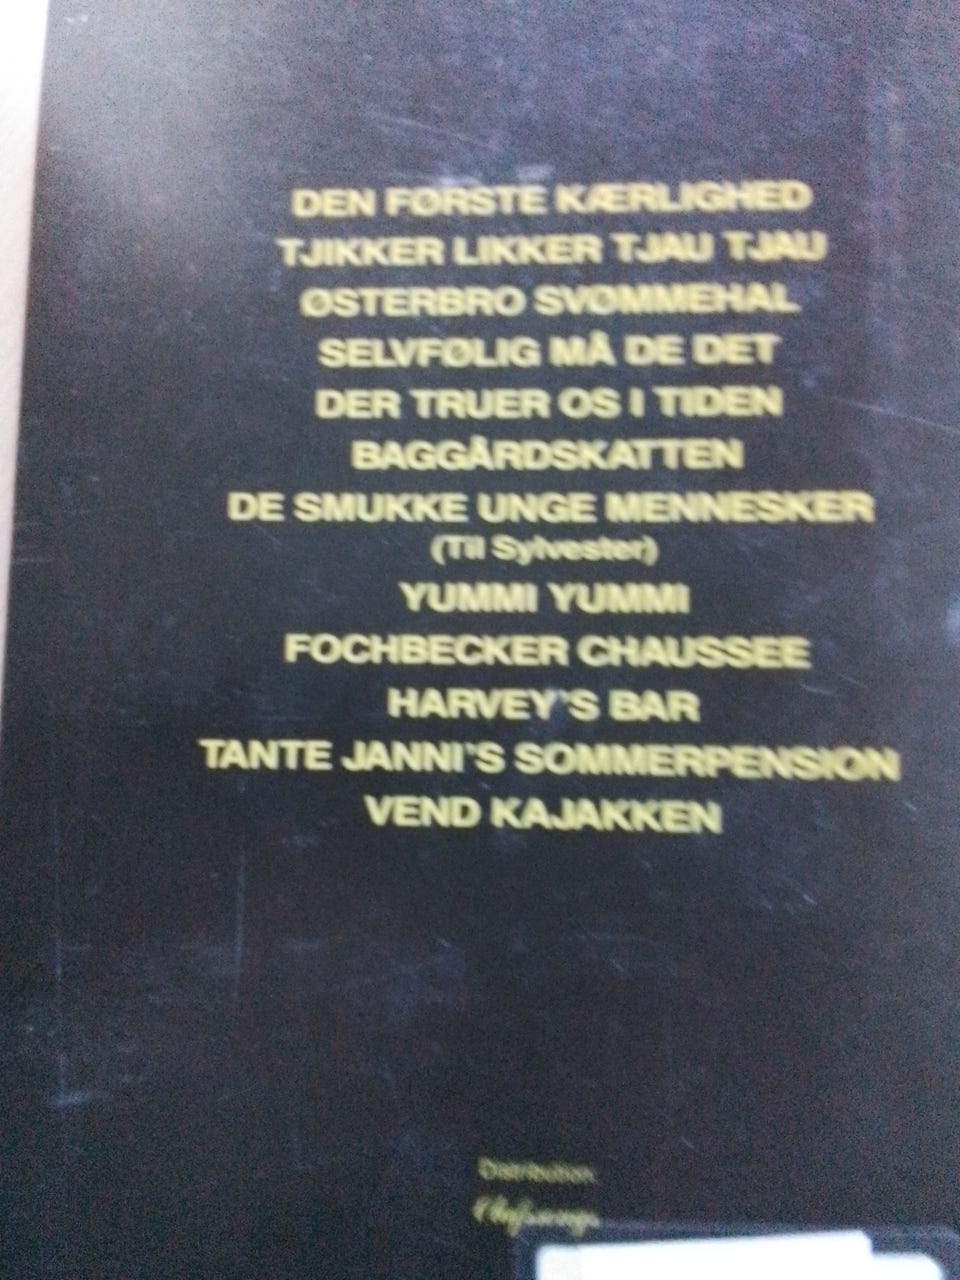 DEN FØRSTE KÆRLIGHED
TJIKKER LIKKER TJAU TJAU
ØSTERBRO SVØMMEHAL
SELVFØLIG MÅ DE DET
DER TRUER OS I TIDEN
BAGGÅRDSKATTEN
DE SMUKKE UNGE MENNESKER
(Til Sylvester)
YUMMI YUMMI
FOCHBECKER CHAUSSEE
HARVEY'S BAR
TANTE JANNI'S SOMMERPENSION
VEND KAJAKKEN
Distribution: